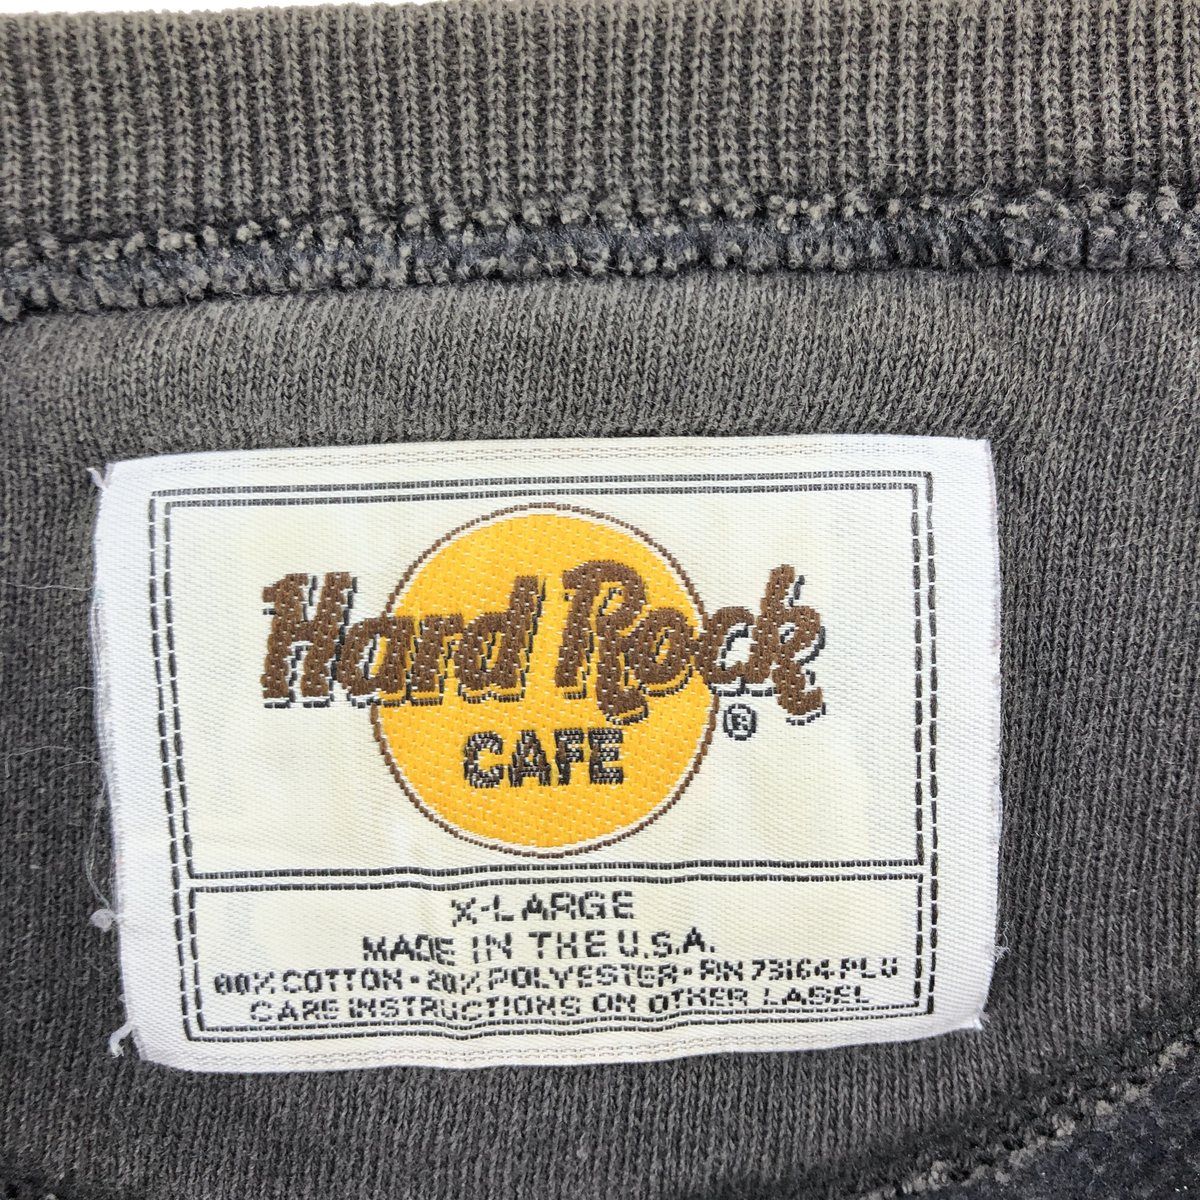 Hard Rock
CAFE
®
X-LARGE
MADE IN THE U.S.A.
80% COTTON • 20% POLYESTER • RN 73164-PLU
CARE INSTRUCTIONS ON OTHER LABEL